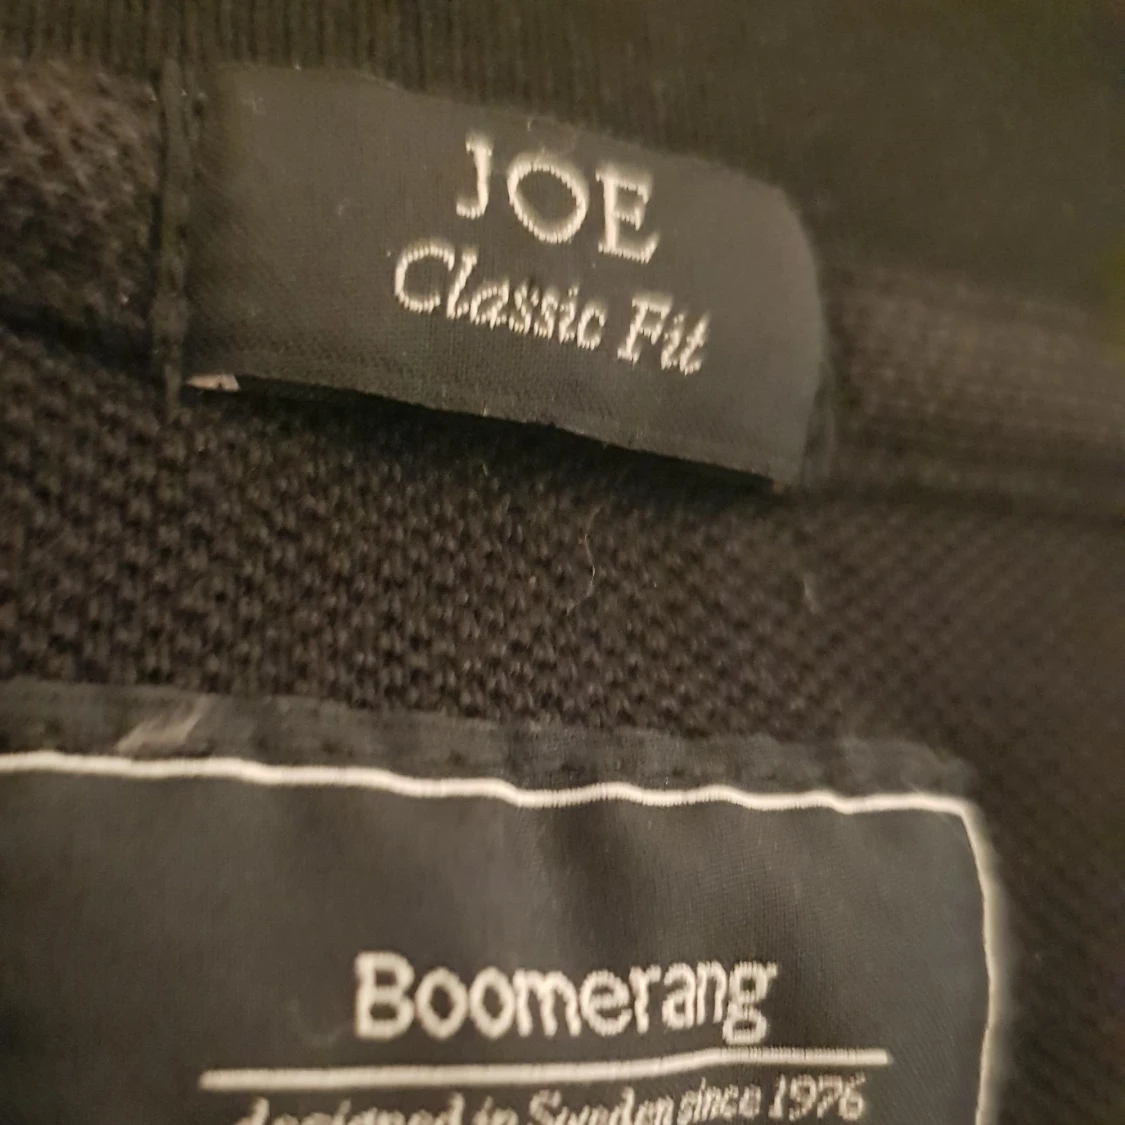 JOE
Classic Fit
Boomerang
designed in Sweden since 1976